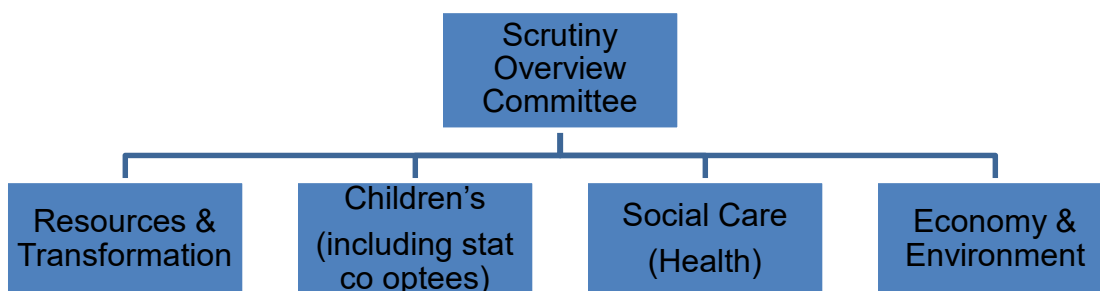 Scrutiny
Overview
Committee
Resources &
Transformation
Children’s
(including stat
co optees)
Social Care
(Health)
Economy &
Environment